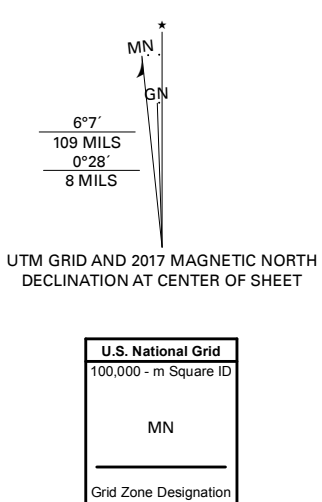 ★
MN
GN
6°7´
109 MILS
0°28´
8 MILS
UTM GRID AND 2017 MAGNETIC NORTH
DECLINATION AT CENTER OF SHEET
U.S. National Grid
100,000 - m Square ID
MN
Grid Zone Designation